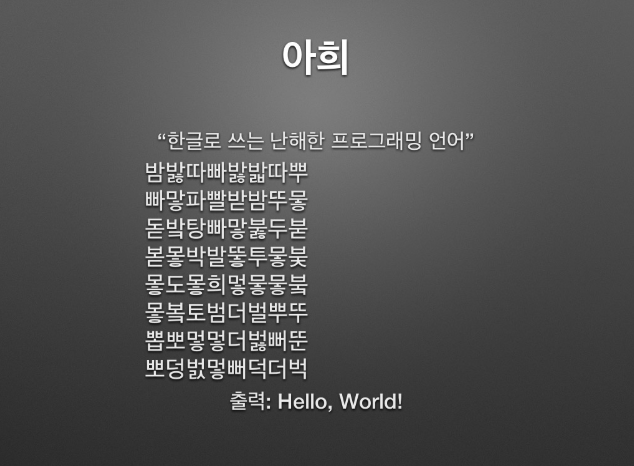 아희
“한글로 쓰는 난해한 프로그래밍 언어”
밤밣따빠밣밟따뿌
빠맣파빨받밤뚜뭏
돋밬탕빠맣붏두붇
볻뫃박발뚷투뭏붖
뫃도뫃희멓뭏뭏붘
뫃봌토범더벌뿌뚜
뽑뽀멓멓더벓뻐뚠
뽀덩벐멓뻐덕더벅
출력: Hello, World!